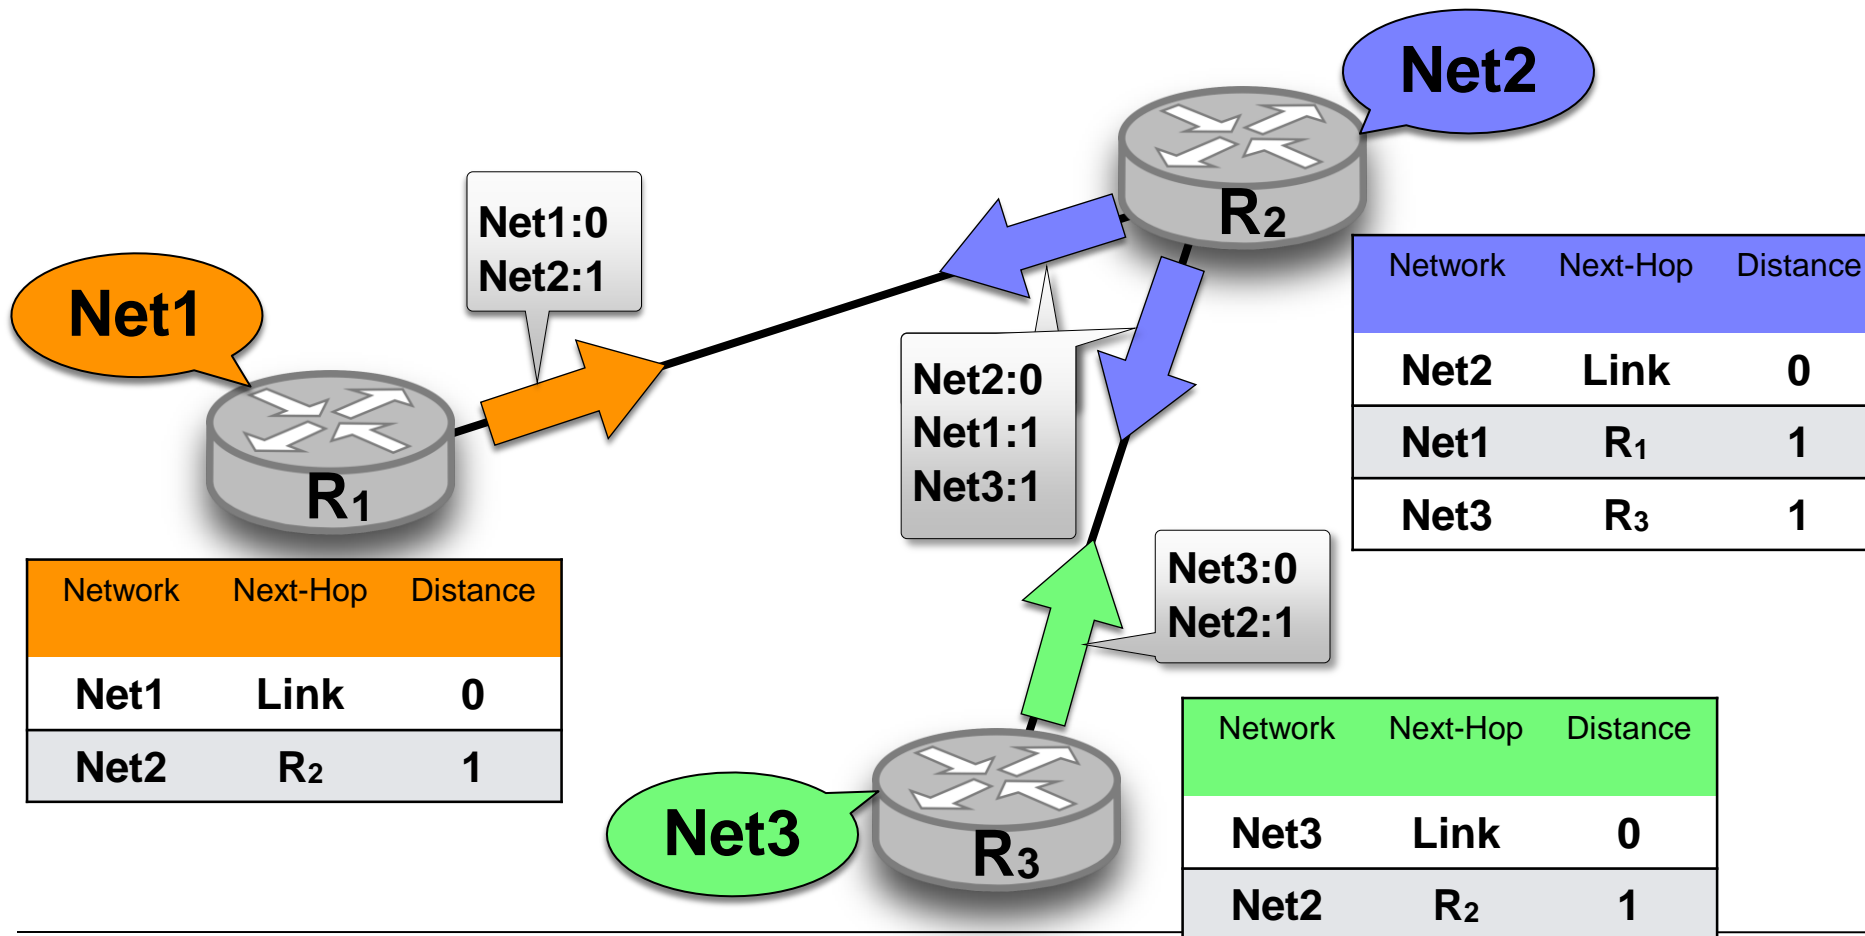 Net2
R2
Net1:0
Net2:1
Net1
R1
Net2:0
Net1:1
Net3:1
Network Next-Hop Distance
Net2 Link 0
Net1 R1 1
Net3 R3 1
Net3:0
Net2:1
Network Next-Hop Distance
Net1 Link 0
Net2 R2 1
Net3
R3
Network Next-Hop Distance
Net3 Link 0
Net2 R2 1